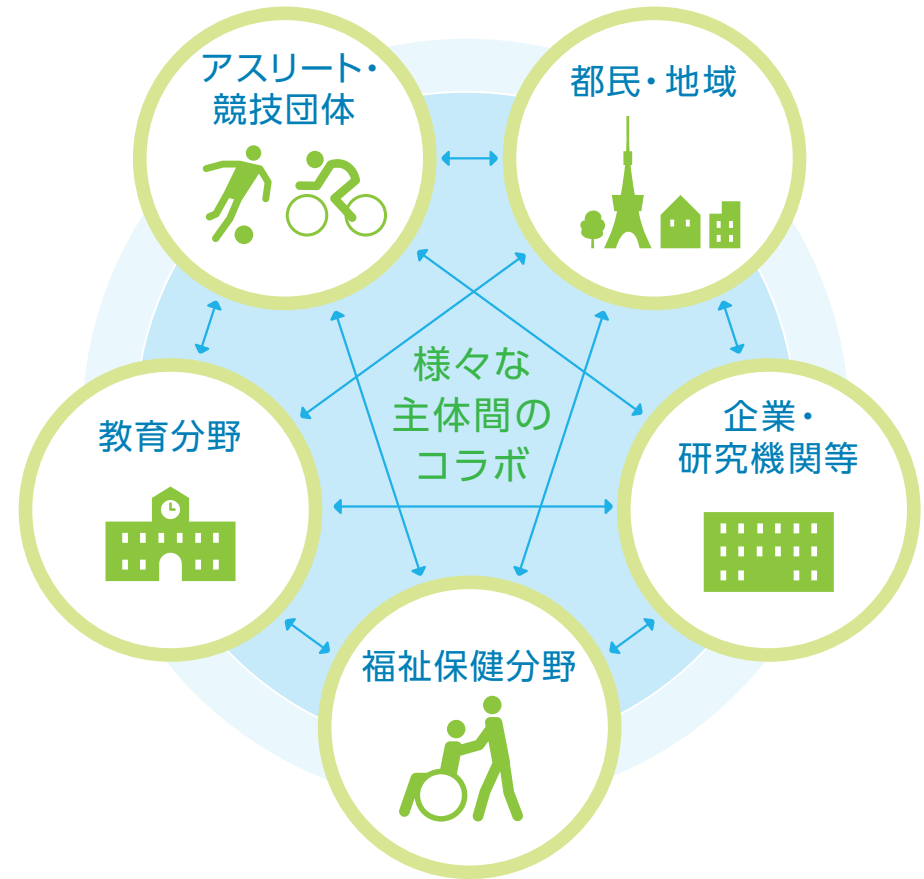 アスリート・
競技団体
都民・地域
様々な
主体間の
コラボ
教育分野
企業・
研究機関等
福祉保健分野